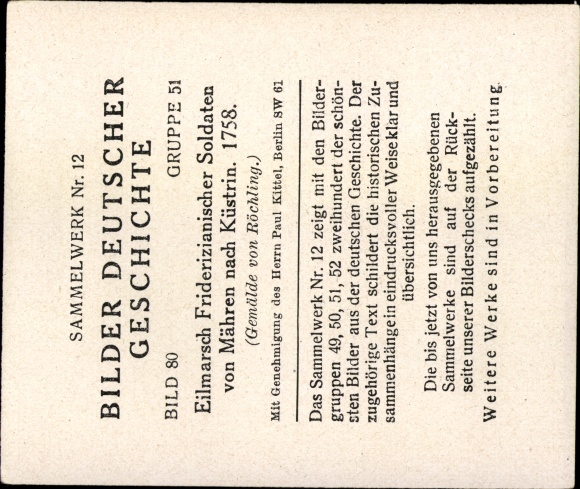 SAMMELWERK Nr. 12
BILDER DEUTSCHER
GESCHICHTE
BILD 80 GRUPPE 51
Eilmarsch Friderizianischer Soldaten
von Mähren nach Küstrin. 1758.
(Gemälde von Röchling.)
Mit Genehmigung des Herrn Paul Kittel, Berlin SW 61
Das Sammelwerk Nr. 12 zeigt mit den Bilder-
gruppen 49, 50, 51, 52 zweihundert der schön-
sten Bilder aus der deutschen Geschichte. Der
zugehörige Text schildert die historischen Zu-
sammenhänge in eindrucksvoller Weise klar und
übersichtlich.
Die bis jetzt von uns herausgegebenen
Sammelwerke sind auf der Rück-
seite unserer Bilderschecks aufgezählt.
Weitere Werke sind in Vorbereitung.